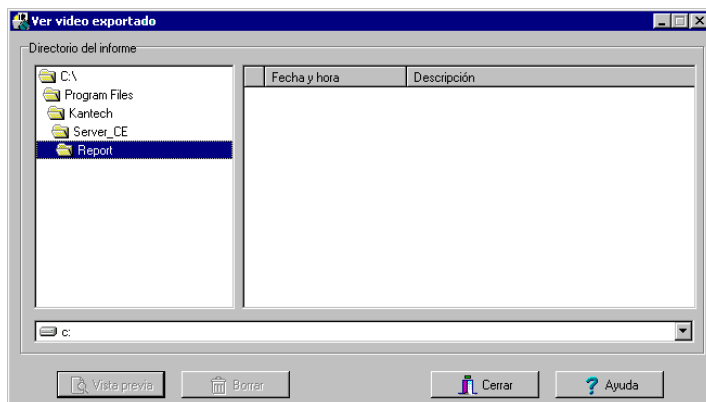 Ver video exportado
Directorio del informe
C:\
Program Files
Kantech
Server_CE
Report
Fecha y hora Descripción
c:
Vista previa Borrar Cerrar Ayuda